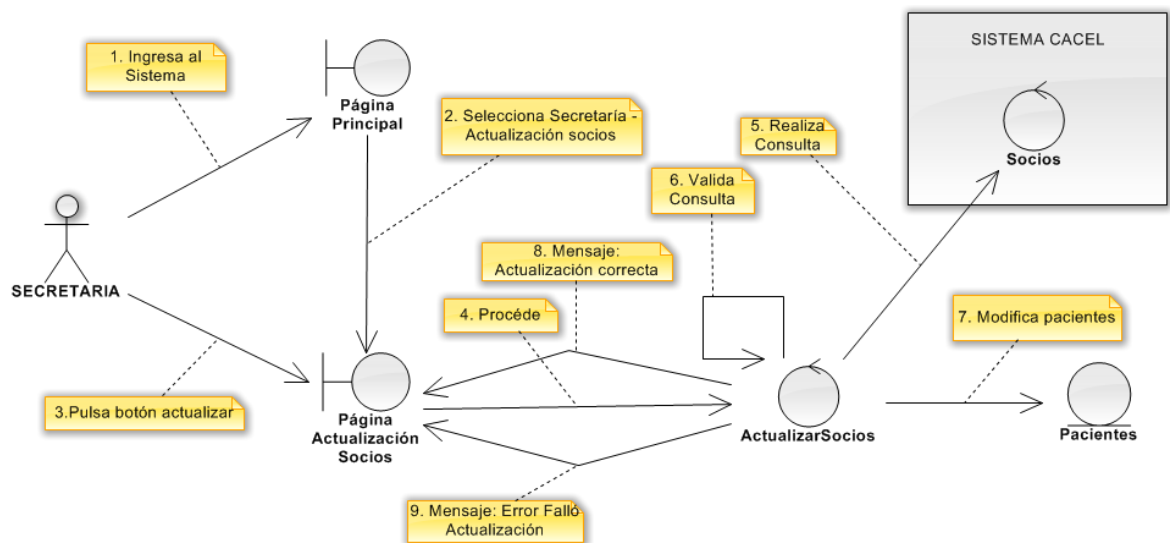 1. Ingresa al
Sistema
Página
Principal
2. Selecciona Secretaría -
Actualización socios
5. Realiza
Consulta
SISTEMA CACEL
Socios
6. Valida
Consulta
SECRETARIA
8. Mensaje:
Actualización correcta
4. Procéde
7. Modifica pacientes
3.Pulsa botón actualizar
Página
Actualización
Socios
ActualizarSocios
Pacientes
9. Mensaje: Error Falló
Actualización